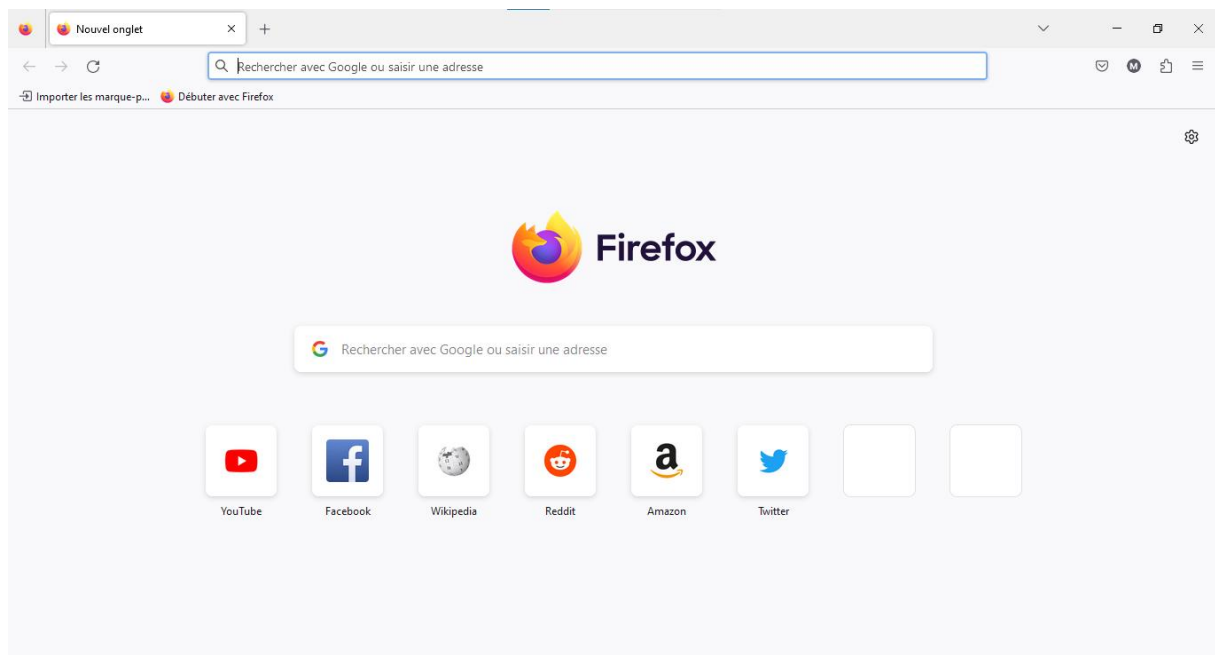 Nouvel onglet
Rechercher avec Google ou saisir une adresse
M
Importer les marque-p... Débuter avec Firefox
Firefox
Rechercher avec Google ou saisir une adresse
YouTube Facebook Wikipedia Reddit Amazon Twitter